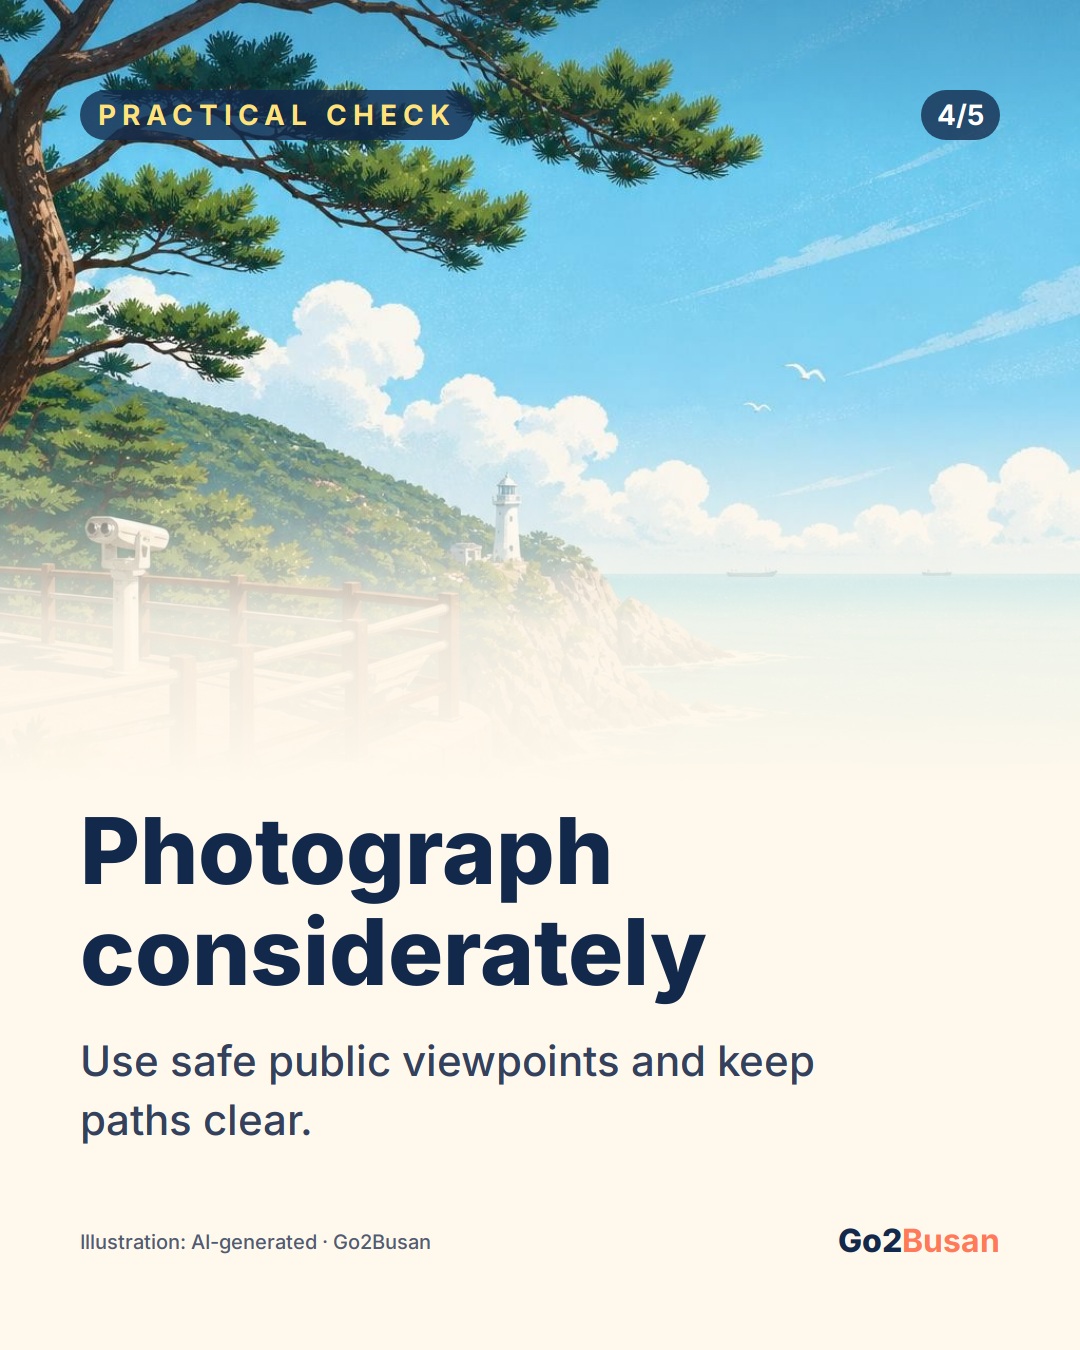 PRACTICAL CHECK
4/5
Photograph
considerately
Use safe public viewpoints and keep
paths clear.
Illustration: AI-generated · Go2Busan
Go2Busan